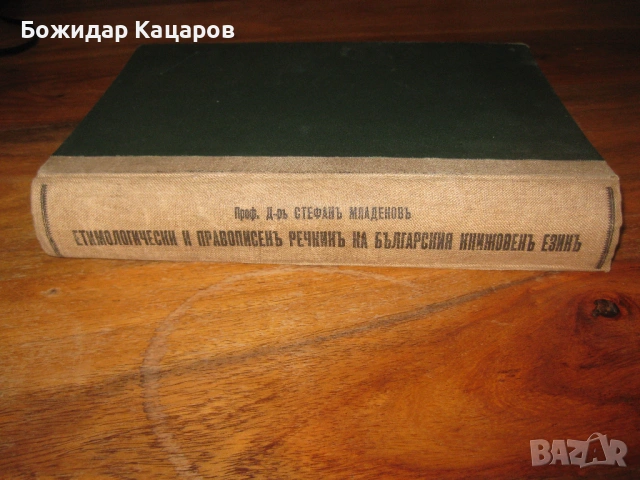 Божидар Кацаров
Проф. Д-ръ СТЕФАНЪ МЛАДЕНОВЪ
ЕТИМОЛОГИЧЕСКИ И ПРАВОПИСЕНЪ РЕЧНИКЪ НА БЪЛГАРСКИЯ КНИЖОВЕНЪ ЕЗИКЪ
BAZAR